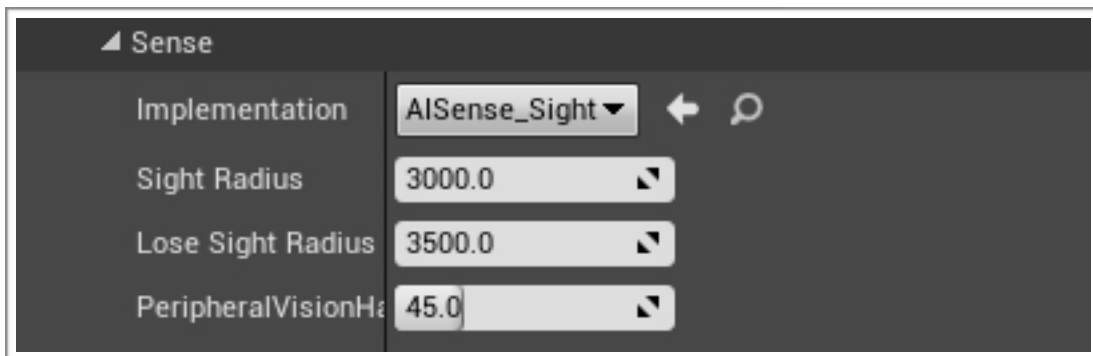 Sense
Implementation AISense_Sight
Sight Radius 3000.0
Lose Sight Radius 3500.0
PeripheralVisionHa 45.0